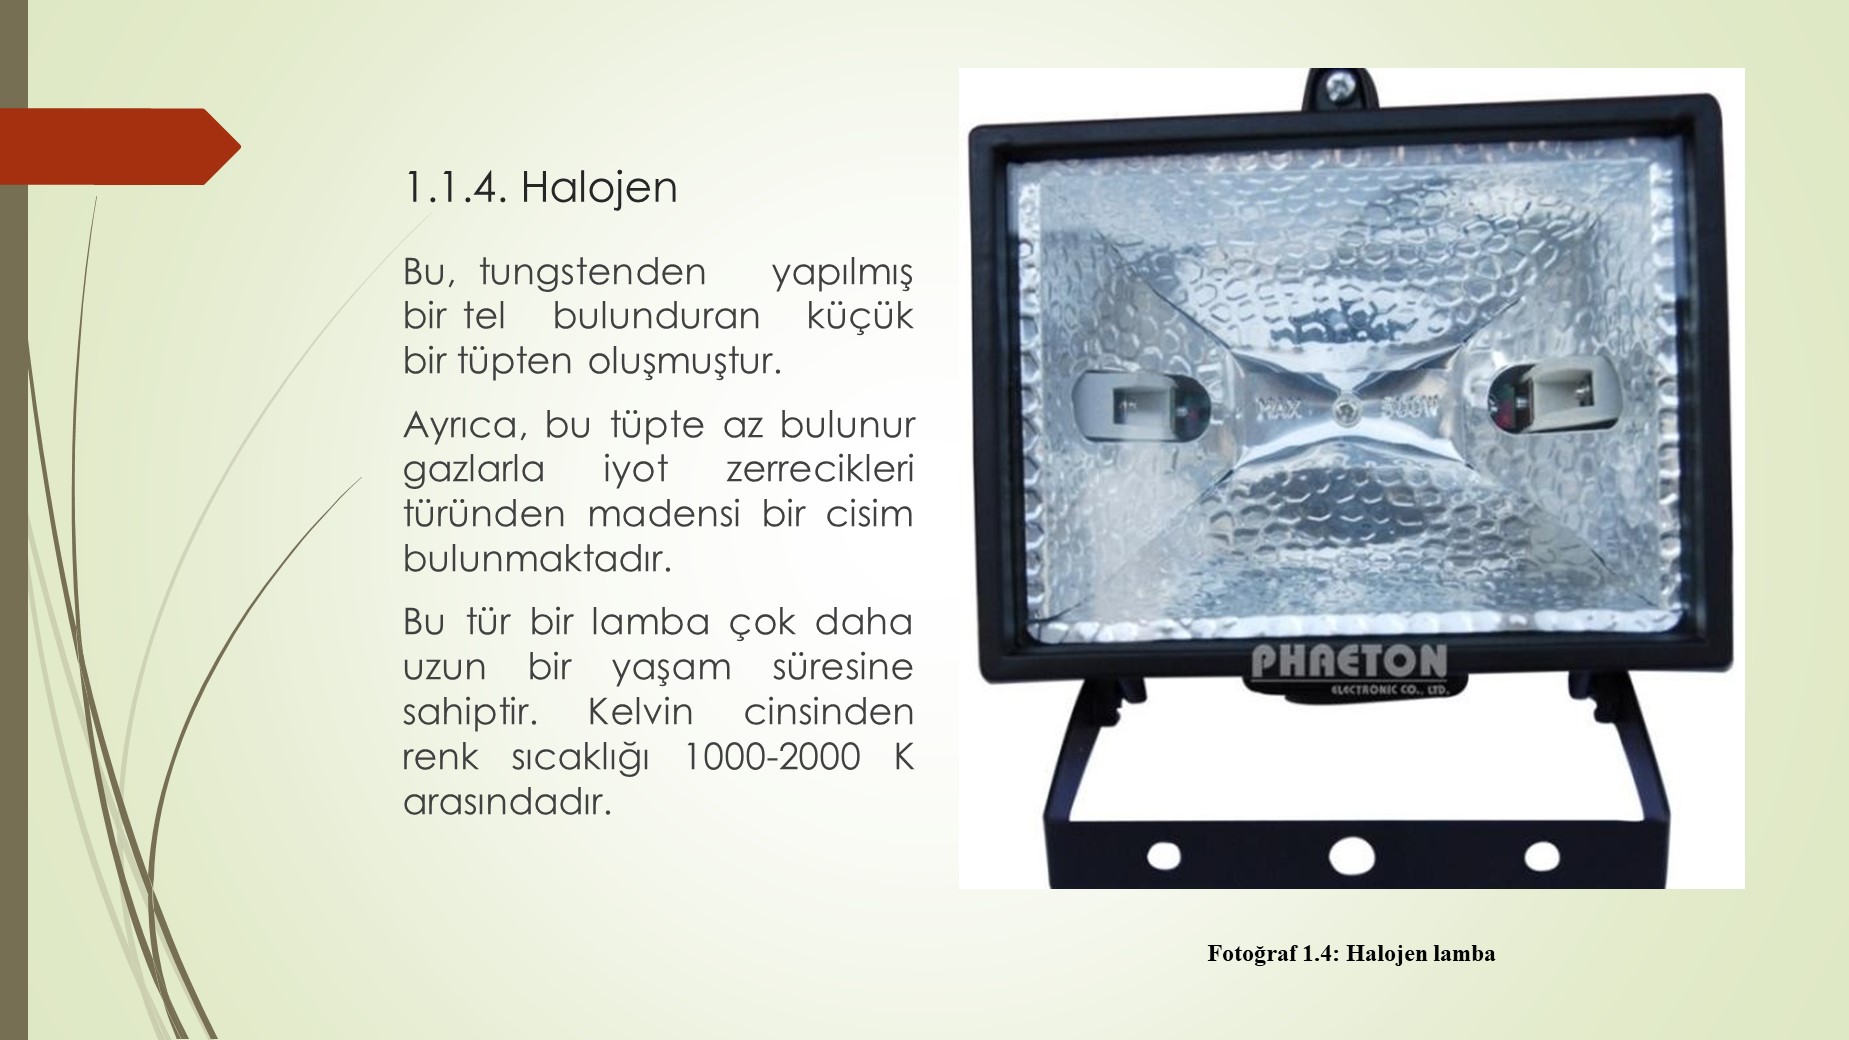 1.1.4. Halojen
Bu, tungstenden yapılmış
bir tel bulunduran küçük
bir tüpten oluşmuştur.
Ayrıca, bu tüpte az bulunur
gazlarla iyot zerrecikleri
türünden madensi bir cisim
bulunmaktadır.
Bu tür bir lamba çok daha
uzun bir yaşam süresine
sahiptir. Kelvin cinsinden
renk sıcaklığı 1000-2000 K
arasındadır.
MAX 500W
PHAETON
ELECTRONIC CO., LTD.
Fotoğraf 1.4: Halojen lamba